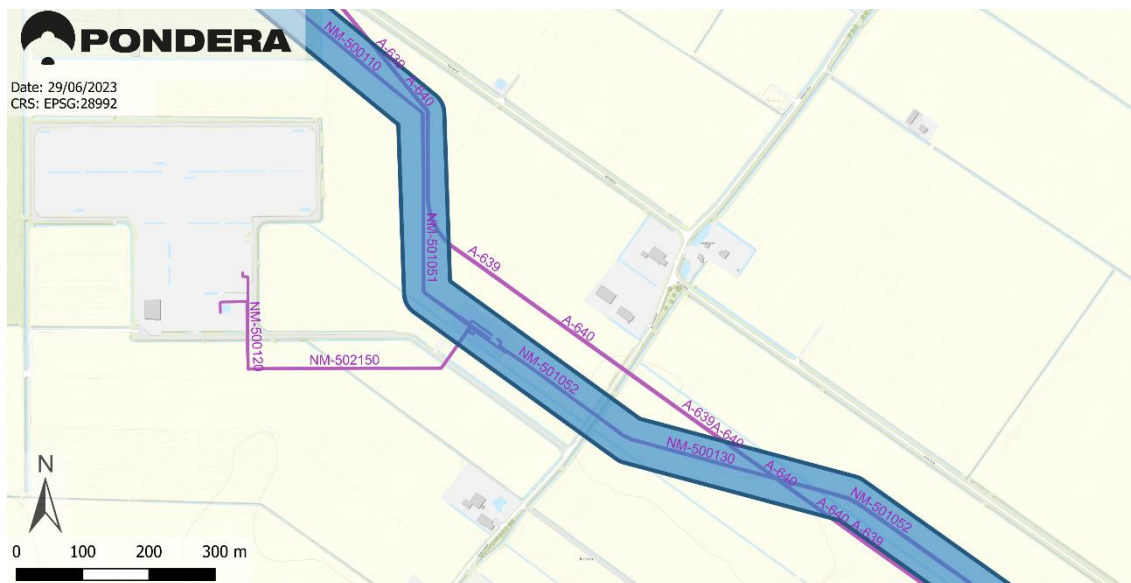 PONDERA
Date: 29/06/2023
CRS: EPSG:28992
A-639
NM-500110
A-640
NM-501051
A-639
A-640
NM-500120
NM-502150
NM-501052
A-639
A-640
NM-500130
A-640
NM-501052
A-640
A-639
N
0 100 200 300 m